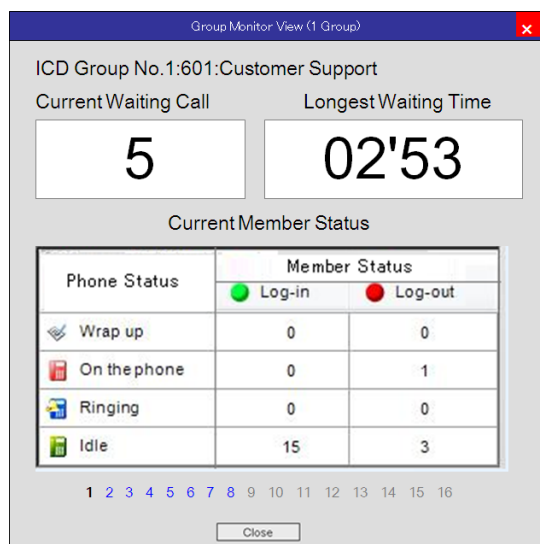 Group Monitor View (1 Group)
ICD Group No.1:601:Customer Support
Current Waiting Call Longest Waiting Time
5 02'53
Current Member Status
Phone Status Member Status
Log-in Log-out
Wrap up 0 0
On the phone 0 1
Ringing 0 0
Idle 15 3
1 2 3 4 5 6 7 8 9 10 11 12 13 14 15 16
Close